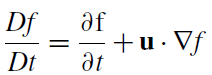 Df/Dt = ∂f/∂t + u · ∇f